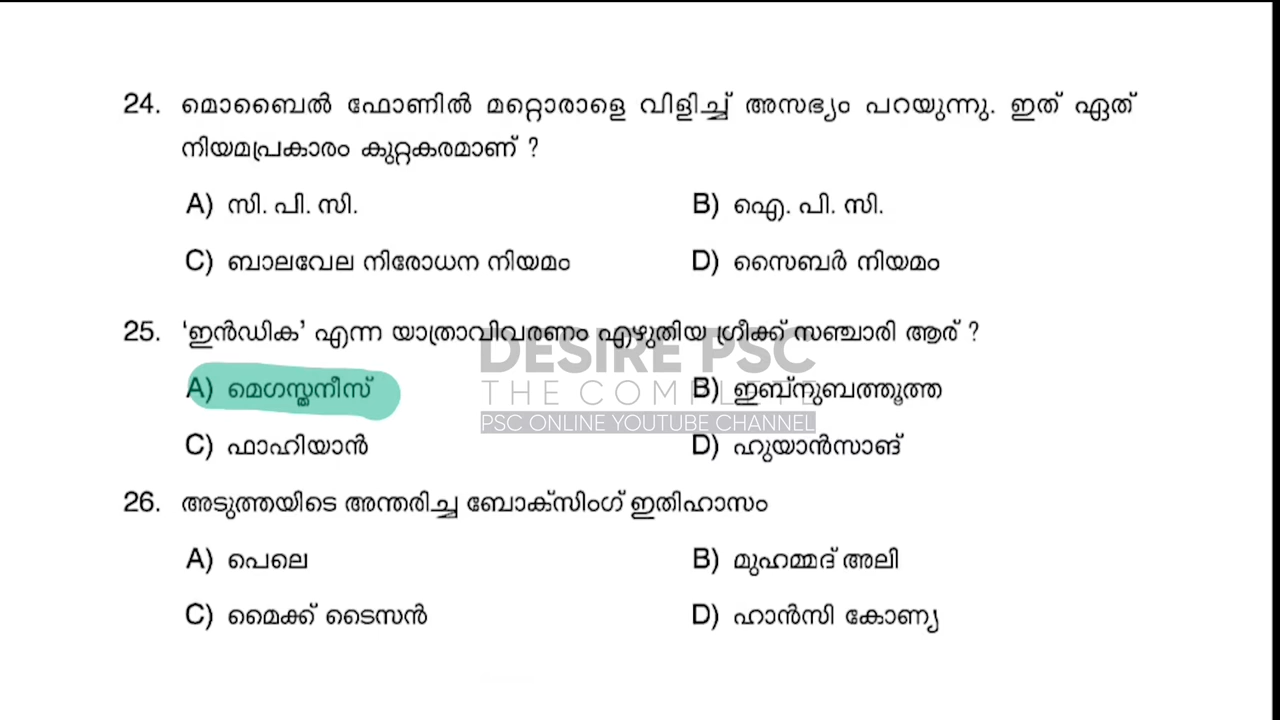 24. മൊബൈൽ ഫോണിൽ മറ്റൊരാളെ വിളിച്ച് അസഭ്യം പറയുന്നു. ഇത് ഏത്
നിയമപ്രകാരം കുറ്റകരമാണ് ?
A) സി. പി. സി. B) ഐ. പി. സി.
C) ബാലവേല നിരോധന നിയമം D) സൈബർ നിയമം
25. 'ഇൻഡിക' എന്ന യാത്രാവിവരണം എഴുതിയ ഗ്രീക്ക് സഞ്ചാരി ആര് ?
DESIRE PSC
A) മെഗസ്തനീസ് B) ഇബ്നുബത്തൂത്ത
THE COMPLETE
PSC ONLINE YOUTUBE CHANNEL
C) ഫാഹിയാൻ D) ഹുയാൻസാങ്
26. അടുത്തയിടെ അന്തരിച്ച ബോക്സിംഗ് ഇതിഹാസം
A) പെലെ B) മുഹമ്മദ് അലി
C) മൈക്ക് ടൈസൻ D) ഹാൻസി കോണ്യ